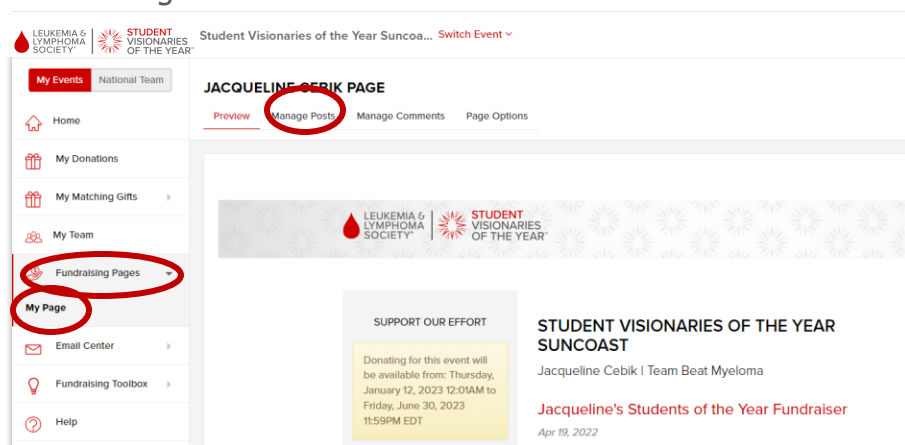 LEUKEMIA &
LYMPHOMA
SOCIETY®
STUDENT
VISIONARIES
OF THE YEAR™
Student Visionaries of the Year Suncoa... Switch Event
My Events National Team
Home
My Donations
My Matching Gifts
My Team
Fundraising Pages
My Page
Email Center
Fundraising Toolbox
Help
JACQUELINE CEBIK PAGE
Preview Manage Posts Manage Comments Page Options
LEUKEMIA &
LYMPHOMA
SOCIETY®
STUDENT
VISIONARIES
OF THE YEAR™
SUPPORT OUR EFFORT
Donating for this event will
be available from: Thursday,
January 12, 2023 12:01AM to
Friday, June 30, 2023
11:59PM EDT
STUDENT VISIONARIES OF THE YEAR
SUNCOAST
Jacqueline Cebik | Team Beat Myeloma
Jacqueline's Students of the Year Fundraiser
Apr 19, 2022